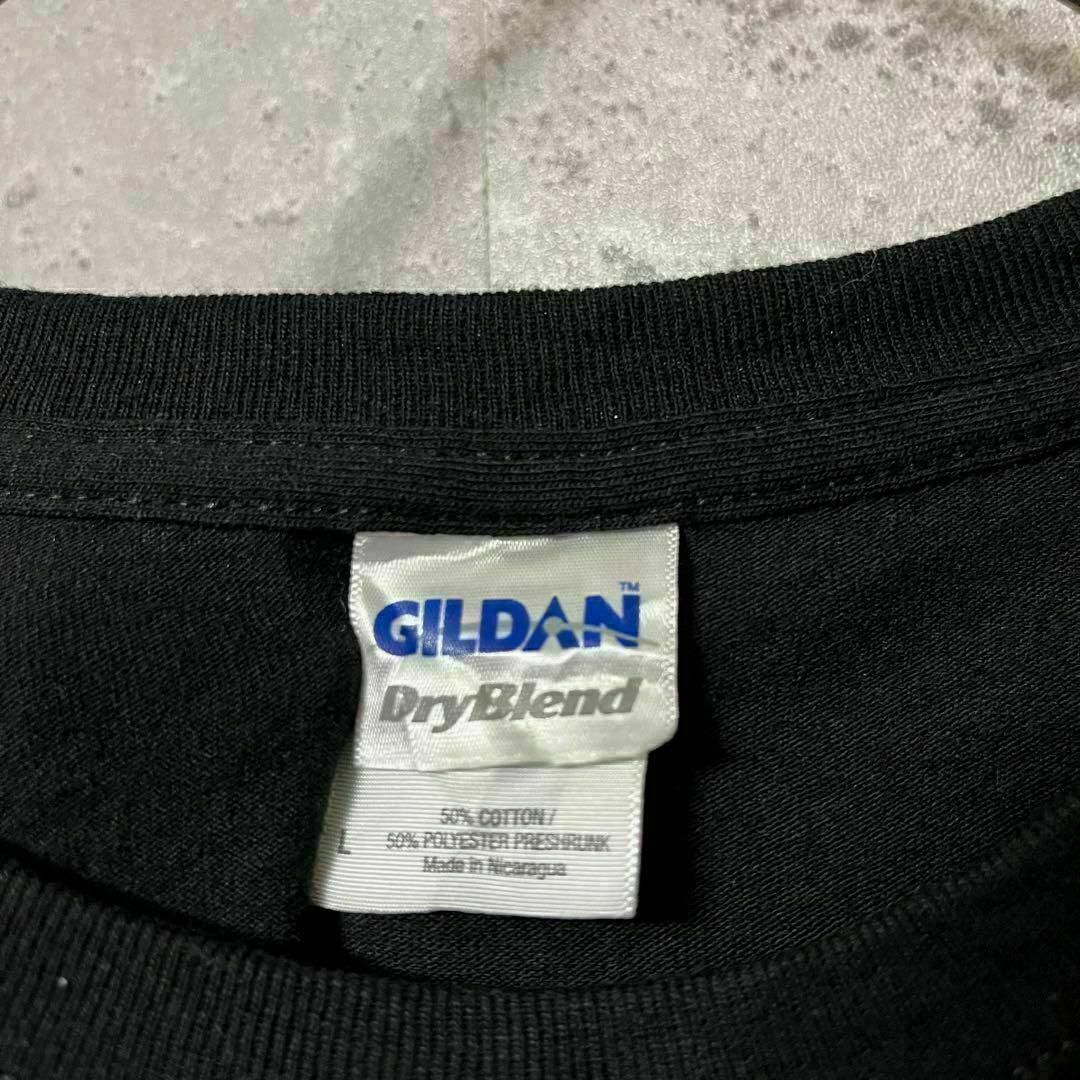 GILDAN™
DryBlend
50% COTTON /
L 50% POLYESTER PRESHRUNK
Made in Nicaragua